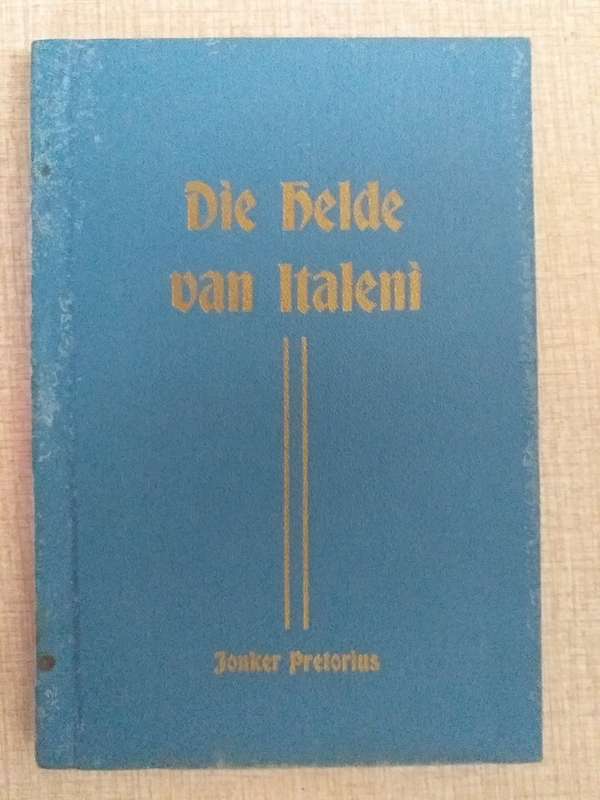 Die Helde
van Italeni
Jonker Pretorius